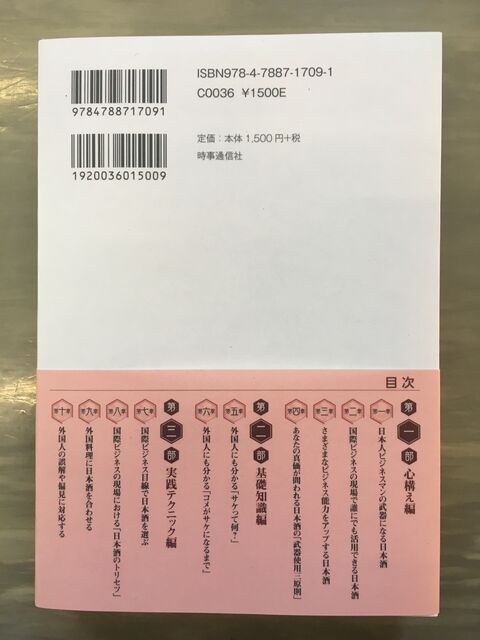 ISBN978-4-7887-1709-1
C0036 ¥1500E
9784788717091
定価：本体1,500円+税
時事通信社
1920036015009
目次
第一部 心構え編
第一章 日本人ビジネスマンの武器になる日本酒
第二章 国際ビジネスの現場で誰にでも活用できる日本酒
第三章 さまざまなビジネス能力をアップする日本酒
第四章 あなたの真価が問われる日本酒の「武器使用三原則」
第二部 基礎知識編
第五章 外国人にも分かる「サケって何？」
第六章 外国人にも分かる「コメがサケになるまで」
第三部 実践テクニック編
第七章 国際ビジネス目線で日本酒を選ぶ
第八章 国際ビジネスの現場における「日本酒のトリセツ」
第九章 外国料理に日本酒を合わせる
第十章 外国人の誤解や偏見に対応する